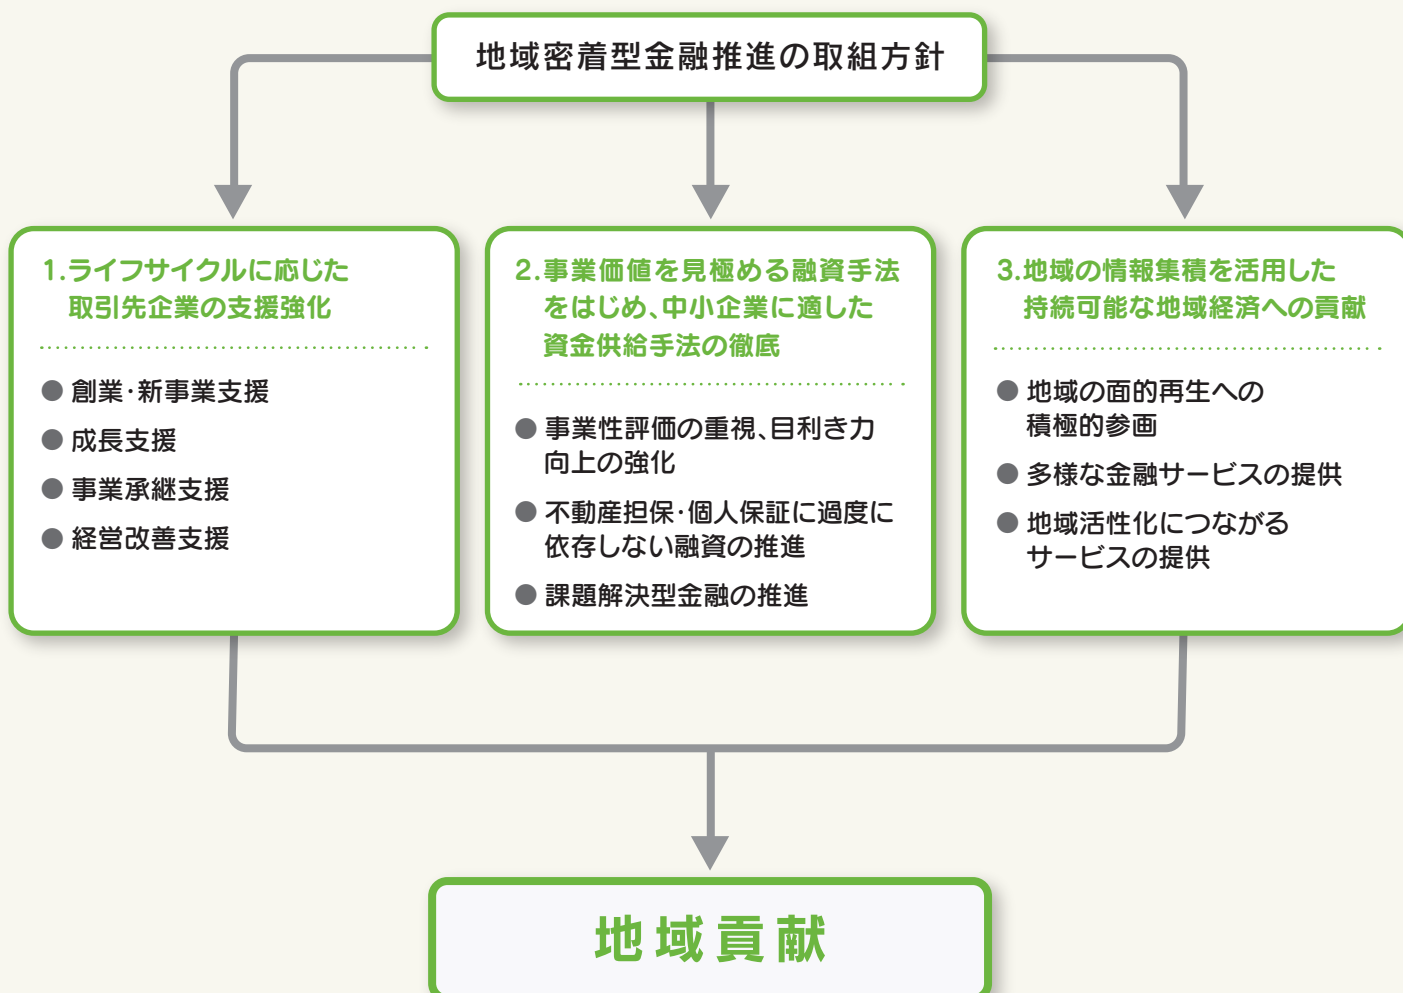 地域密着型金融推進の取組方針
1.ライフサイクルに応じた
取引先企業の支援強化
● 創業・新事業支援
● 成長支援
● 事業承継支援
● 経営改善支援
2.事業価値を見極める融資手法
をはじめ、中小企業に適した
資金供給手法の徹底
● 事業性評価の重視、目利き力
向上の強化
● 不動産担保・個人保証に過度に
依存しない融資の推進
● 課題解決型金融の推進
3.地域の情報集積を活用した
持続可能な地域経済への貢献
● 地域の面的再生への
積極的参画
● 多様な金融サービスの提供
● 地域活性化につながる
サービスの提供
地域貢献